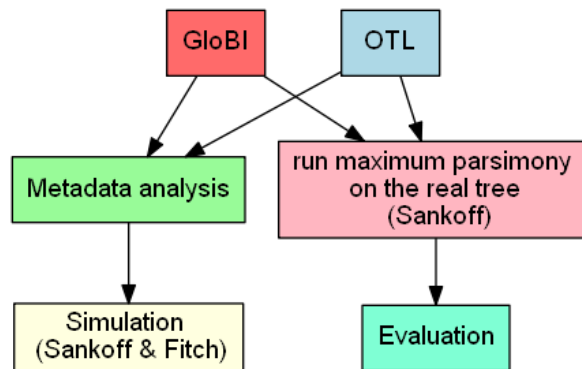 GloBI
OTL
Metadata analysis
run maximum parsimony
on the real tree
(Sankoff)
Simulation
(Sankoff & Fitch)
Evaluation